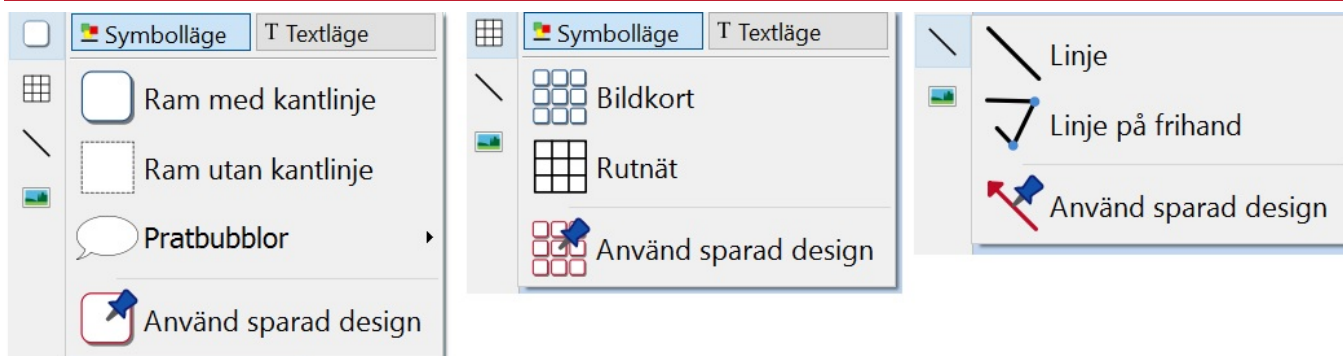 Symbolläge
T Textläge
Ram med kantlinje
Ram utan kantlinje
Pratbubblor
Använd sparad design
Symbolläge
T Textläge
Bildkort
Rutnät
Använd sparad design
Linje
Linje på frihand
Använd sparad design